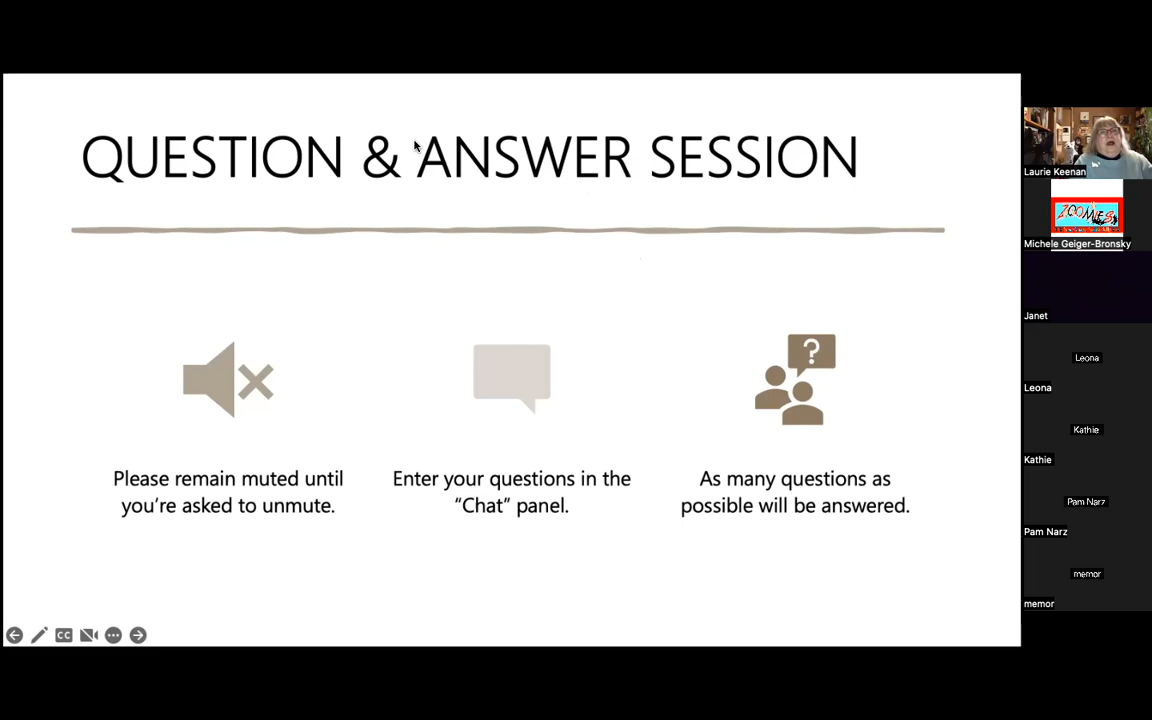 QUESTION & ANSWER SESSION
?
Please remain muted until
you're asked to unmute.
Enter your questions in the
“Chat” panel.
As many questions as
possible will be answered.
CC
Laurie Keenan
ZOOMIES
Michele Geiger-Bronsky
Janet
Leona
Leona
Kathie
Kathie
Pam Narz
Pam Narz
memor
memor